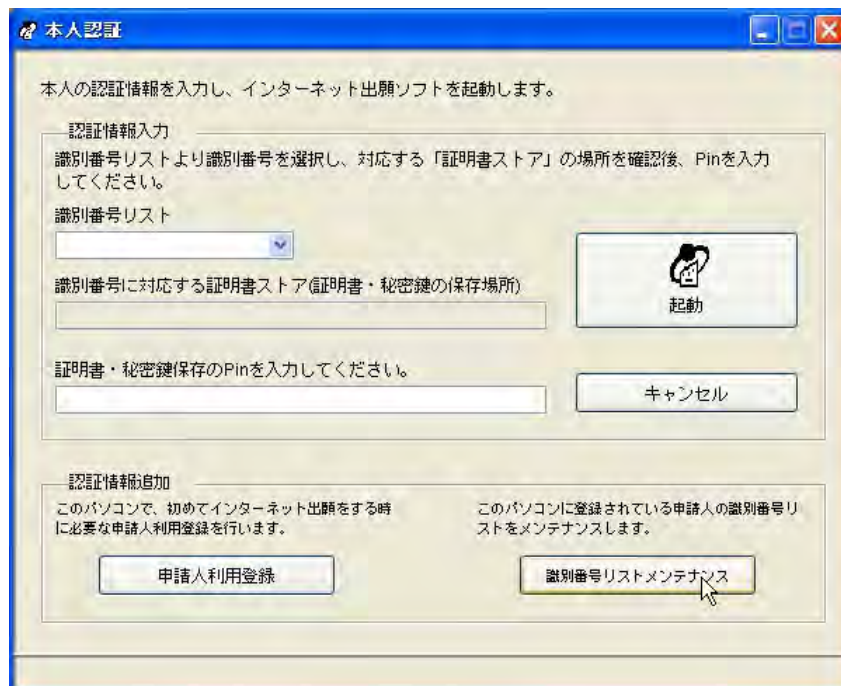 本人認証
本人の認証情報を入力し、インターネット出願ソフトを起動します。
認証情報入力
識別番号リストより識別番号を選択し、対応する「証明書ストア」の場所を確認後、Pinを入力
してください。
識別番号リスト
識別番号に対応する証明書ストア(証明書・秘密鍵の保存場所)
起動
証明書・秘密鍵保存のPinを入力してください。
キャンセル
認証情報追加
このパソコンで、初めてインターネット出願をする時
に必要な申請人利用登録を行います。
申請人利用登録
このパソコンに登録されている申請人の識別番号リ
ストをメンテナンスします。
識別番号リストメンテナンス